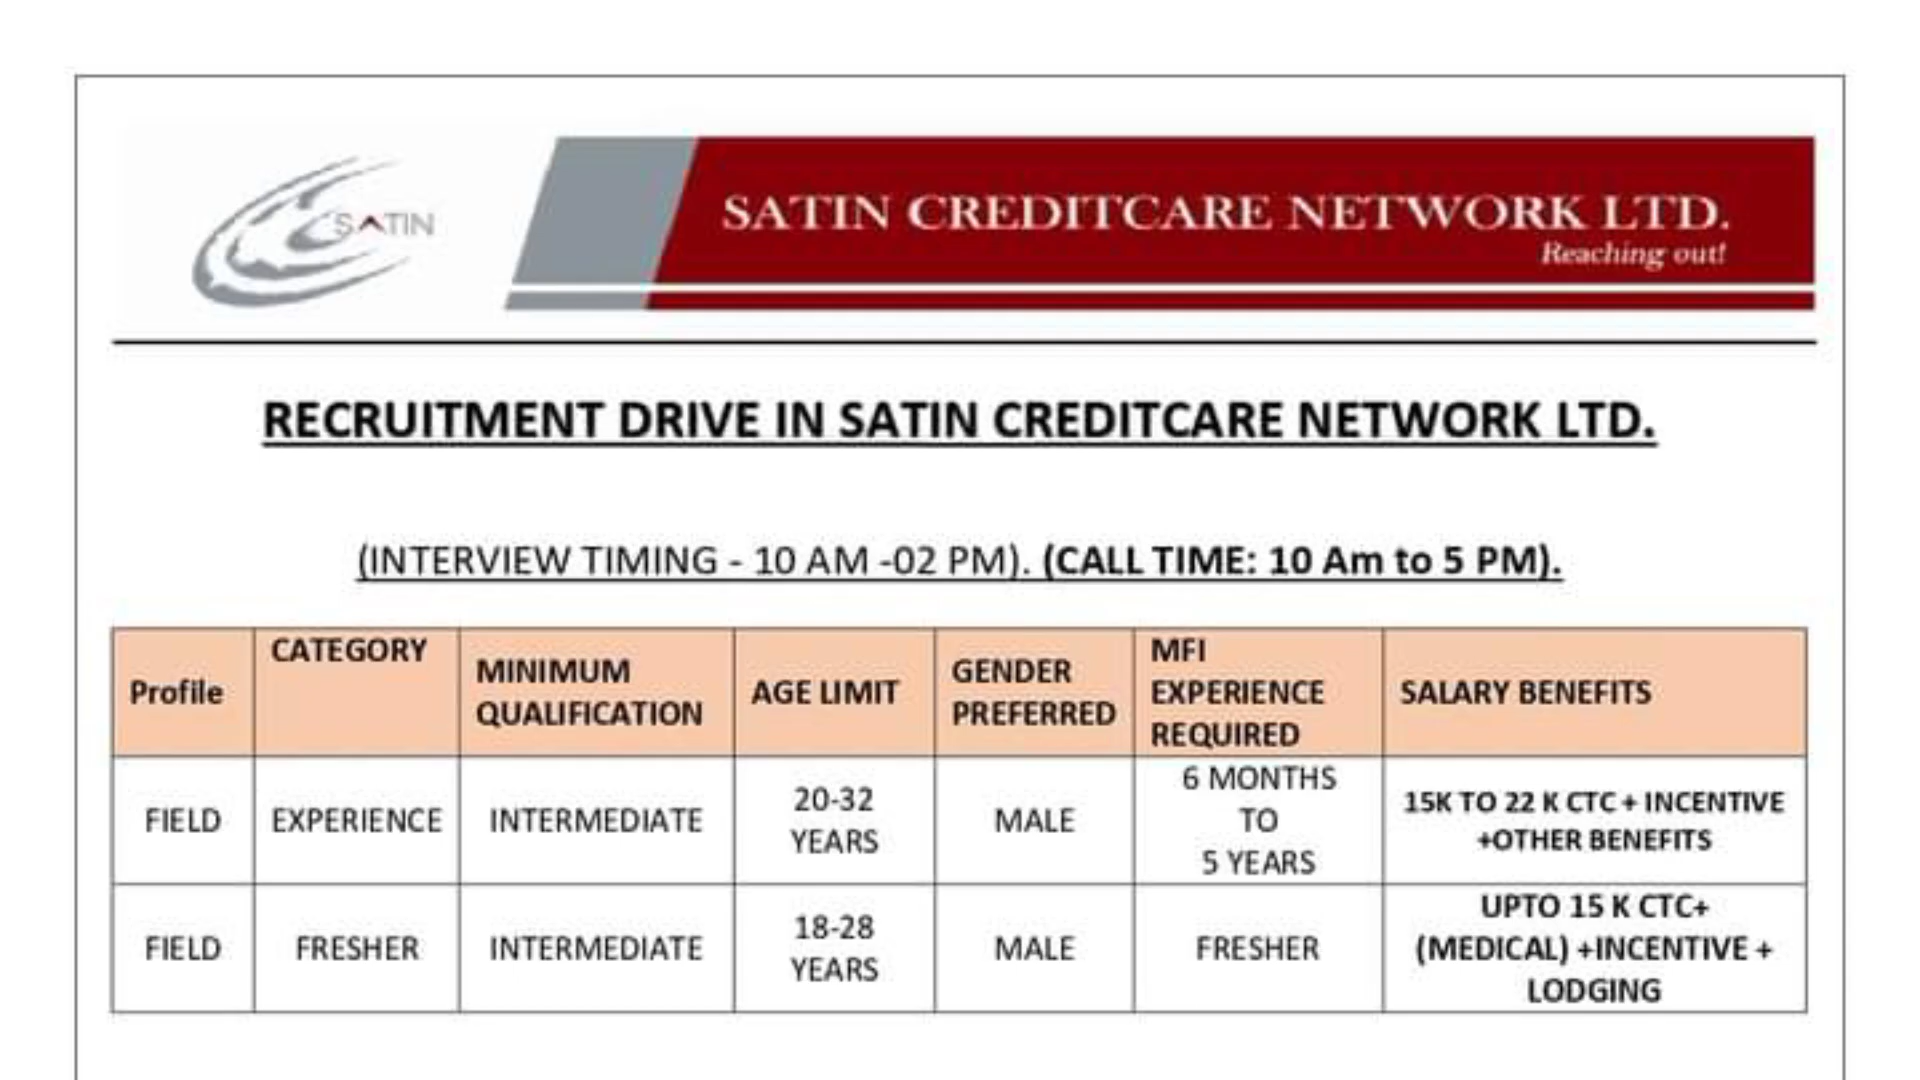 SATIN
SATIN CREDITCARE NETWORK LTD.
Reaching out!
RECRUITMENT DRIVE IN SATIN CREDITCARE NETWORK LTD.
(INTERVIEW TIMING - 10 AM -02 PM). (CALL TIME: 10 Am to 5 PM).
Profile
CATEGORY
MINIMUM
QUALIFICATION
AGE LIMIT
GENDER
PREFERRED
MFI
EXPERIENCE
REQUIRED
SALARY BENEFITS
FIELD
EXPERIENCE
INTERMEDIATE
20-32
YEARS
MALE
6 MONTHS
TO
5 YEARS
15K TO 22 K CTC + INCENTIVE
+OTHER BENEFITS
FIELD
FRESHER
INTERMEDIATE
18-28
YEARS
MALE
FRESHER
UPTO 15 K CTC+
(MEDICAL) +INCENTIVE +
LODGING